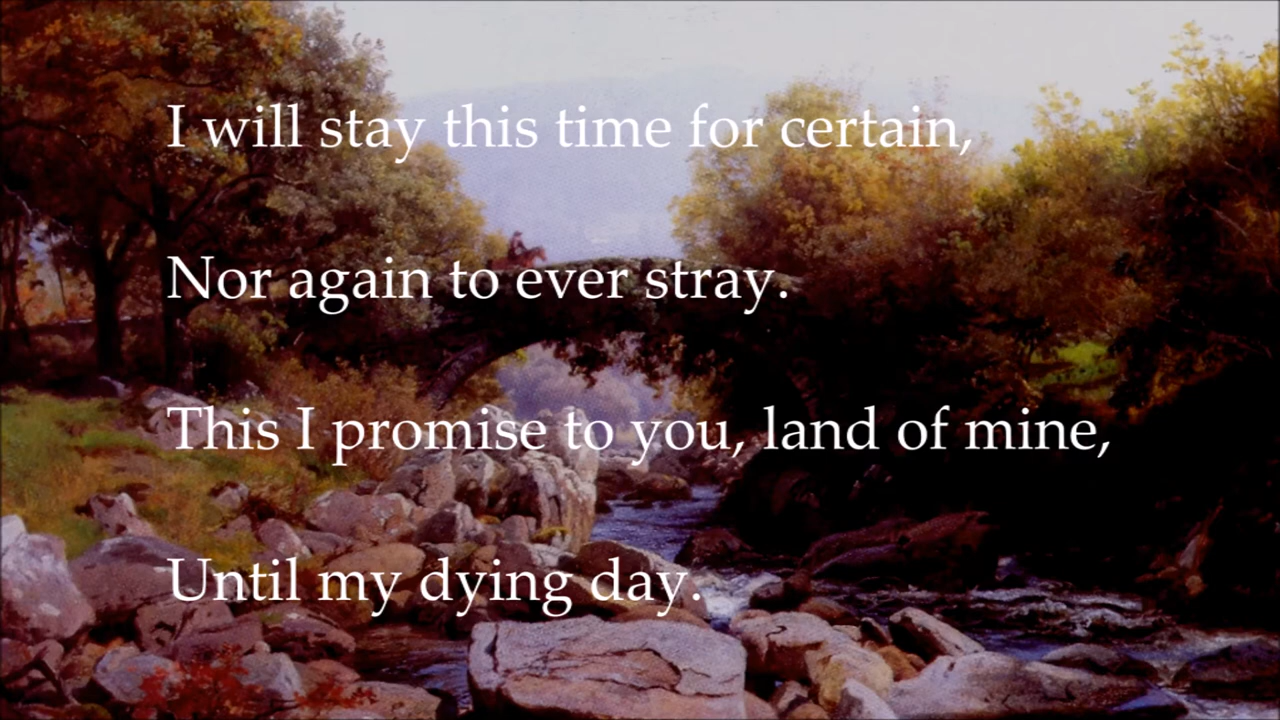 I will stay this time for certain,
Nor again to ever stray.
This I promise to you, land of mine,
Until my dying day.